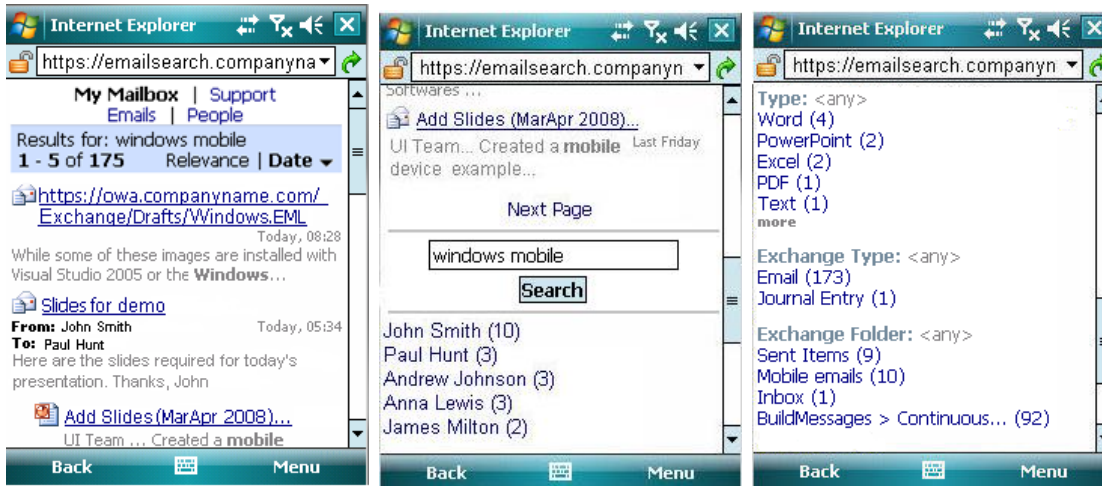 Internet Explorer
https://emailsearch.companyna
My Mailbox | Support
Emails | People
Results for: windows mobile
1 - 5 of 175 Relevance | Date
https://owa.companyname.com/
Exchange/Drafts/Windows.EML
Today, 08:28
While some of these images are installed with
Visual Studio 2005 or the Windows...
Slides for demo
From: John Smith Today, 05:34
To: Paul Hunt
Here are the slides required for today's
presentation. Thanks, John
Add Slides(MarApr 2008)...
UI Team ... Created a mobile
Back Menu
Internet Explorer
https://emailsearch.companyn
Softwares ...
Add Slides (MarApr 2008)...
UI Team... Created a mobile Last Friday
device example...
Next Page
windows mobile
Search
John Smith (10)
Paul Hunt (3)
Andrew Johnson (3)
Anna Lewis (3)
James Milton (2)
Back Menu
Internet Explorer
https://emailsearch.companyn
Type: <any>
Word (4)
PowerPoint (2)
Excel (2)
PDF (1)
Text (1)
more
Exchange Type: <any>
Email (173)
Journal Entry (1)
Exchange Folder: <any>
Sent Items (9)
Mobile emails (10)
Inbox (1)
BuildMessages > Continuous... (92)
Back Menu